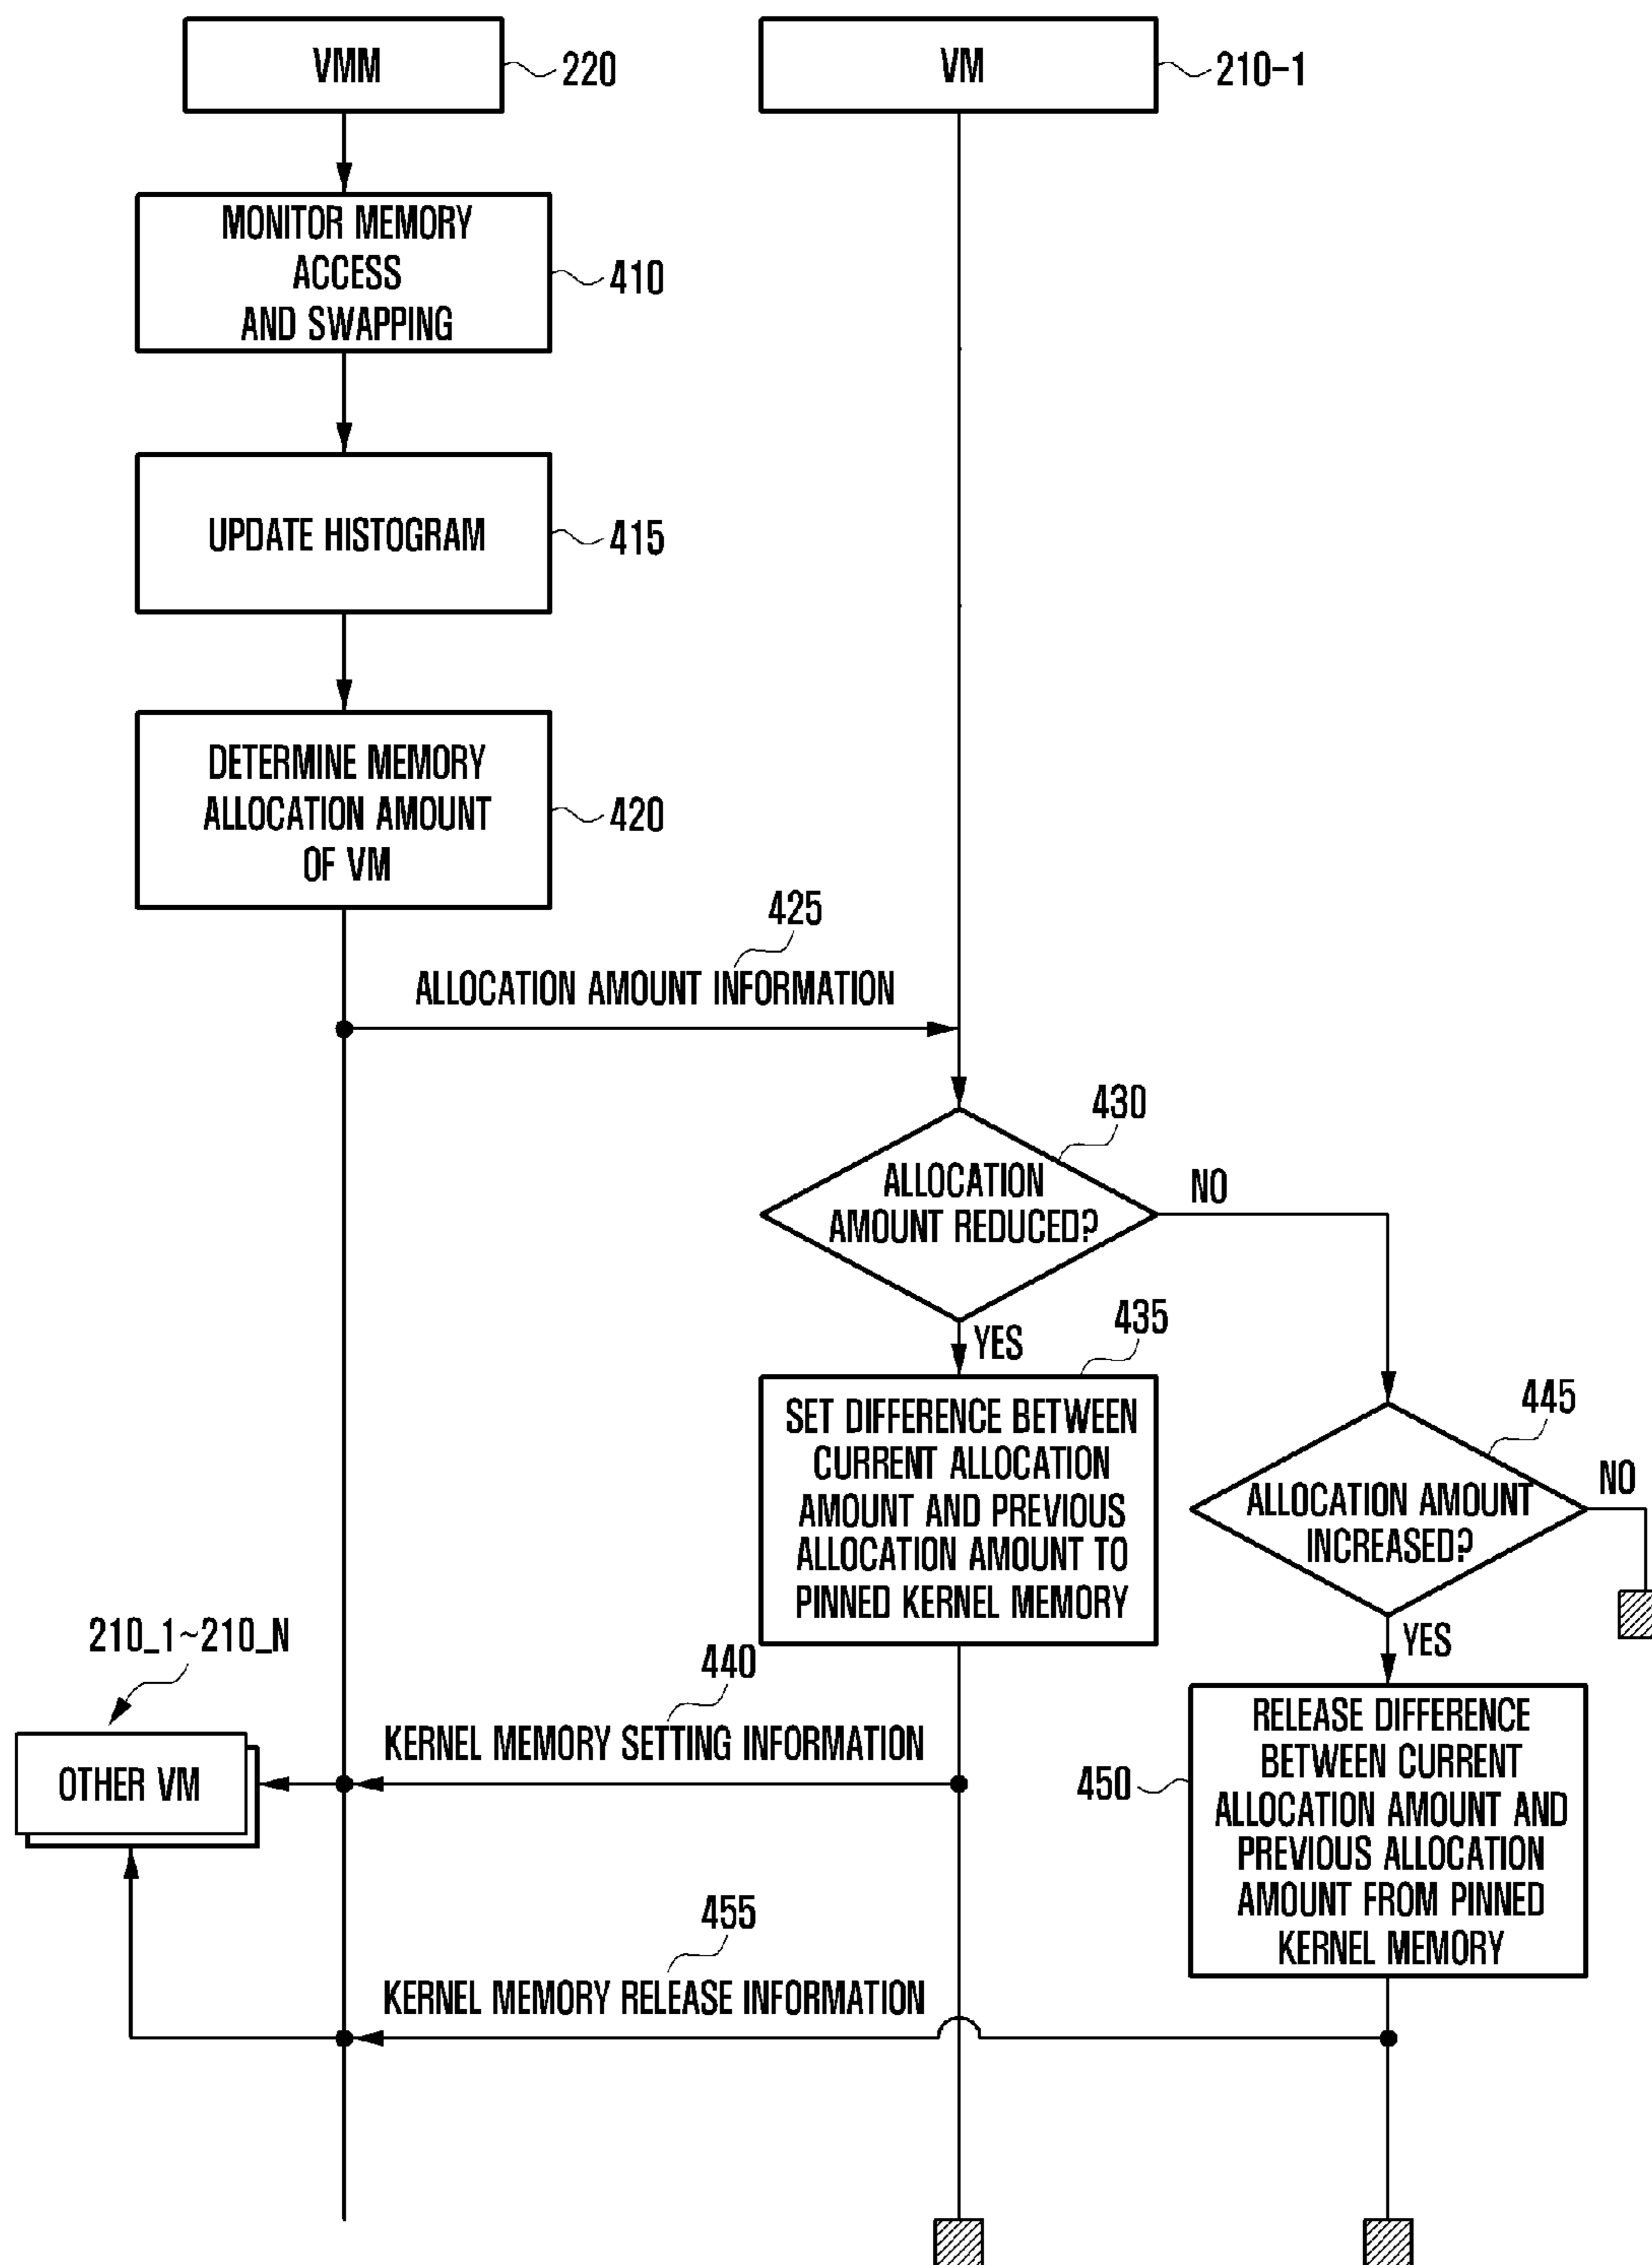 VMM
220
VM
210-1
MONITOR MEMORY
ACCESS
AND SWAPPING
410
UPDATE HISTOGRAM
415
DETERMINE MEMORY
ALLOCATION AMOUNT
OF VM
420
425
ALLOCATION AMOUNT INFORMATION
430
ALLOCATION
AMOUNT REDUCED?
NO
YES
435
SET DIFFERENCE BETWEEN
CURRENT ALLOCATION
AMOUNT AND PREVIOUS
ALLOCATION AMOUNT TO
PINNED KERNEL MEMORY
445
ALLOCATION AMOUNT
INCREASED?
NO
YES
210_1~210_N
OTHER VM
440
KERNEL MEMORY SETTING INFORMATION
450
RELEASE DIFFERENCE
BETWEEN CURRENT
ALLOCATION AMOUNT AND
PREVIOUS ALLOCATION
AMOUNT FROM PINNED
KERNEL MEMORY
455
KERNEL MEMORY RELEASE INFORMATION